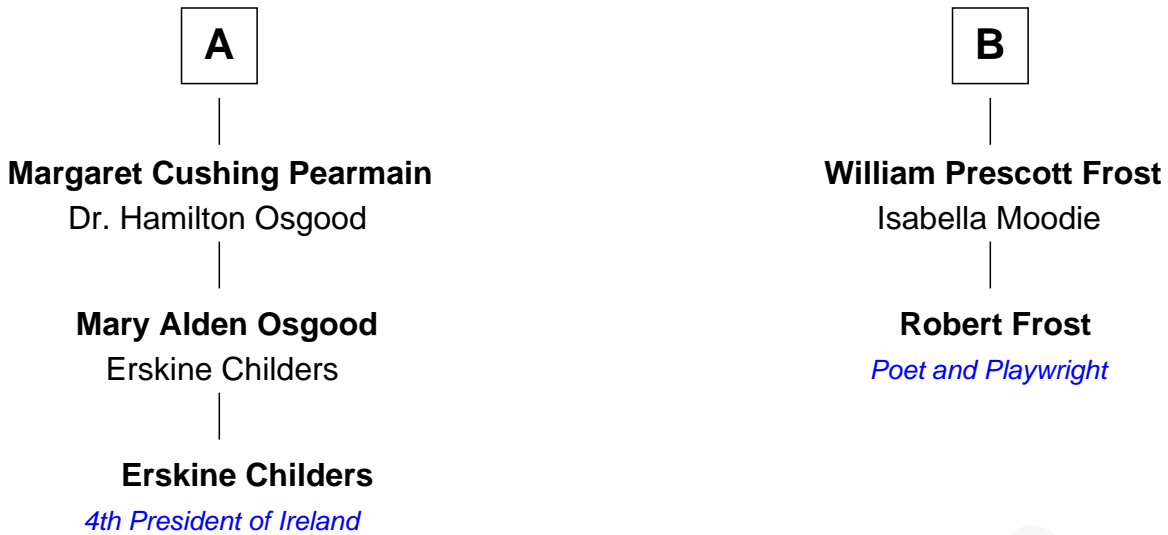 A
Margaret Cushing Pearmain
Dr. Hamilton Osgood
Mary Alden Osgood
Erskine Childers
Erskine Childers
4th President of Ireland
B
William Prescott Frost
Isabella Moodie
Robert Frost
Poet and Playwright